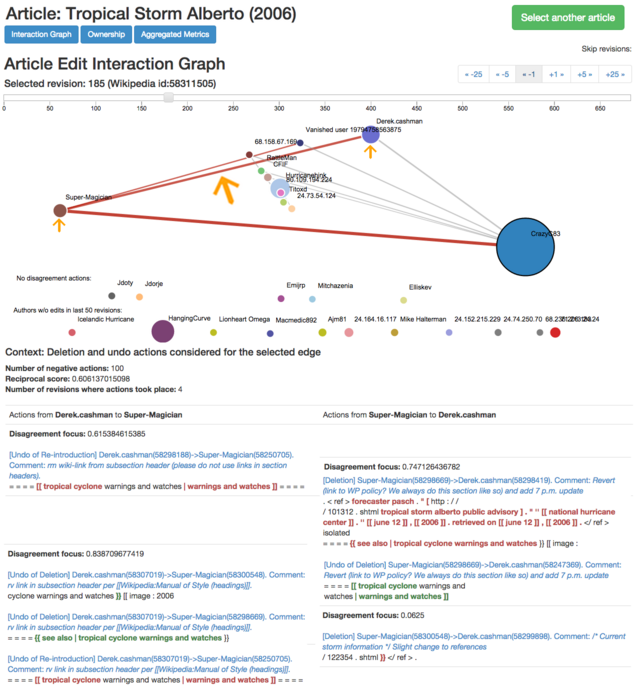 Article: Tropical Storm Alberto (2006)
Select another article
Interaction Graph
Ownership
Aggregated Metrics
Skip revisions:
Article Edit Interaction Graph
« -25
« -5
« -1
+1 »
+5 »
+25 »
Selected revision: 185 (Wikipedia id:58311505)
0 50 100 150 200 250 300 350 400 450 500 550 600 650
Derek.cashman
Vanished user 19794758563875
68.158.67.169
RattleMan
CFIF
Hurricanehink
80.109.194.224
Titoxd
24.73.54.124
Super-Magician
CrazyC83
No disagreement actions:
Jdoty
Jdorje
Emijrp
Mitchazenia
Elliskev
Authors w/o edits in last 50 revisions:
Icelandic Hurricane
HangingCurve
Lionheart Omega
Macmedic892
Ajm81
24.164.16.117
Mike Halterman
24.152.215.229
24.74.250.70
Context: Deletion and undo actions considered for the selected edge
Number of negative actions: 100
Reciprocal score: 0.606137015098
Number of revisions where actions took place: 4
Actions from Derek.cashman to Super-Magician
Disagreement focus: 0.615384615385
[Undo of Re-introduction] Derek.cashman(58298188)->Super-Magician(58250705).
Comment: rm wiki-link from subsection header (please do not use links in section
headers).
= = = = [[ tropical cyclone warnings and watches | warnings and watches ]] = = = =
Disagreement focus: 0.838709677419
[Undo of Deletion] Derek.cashman(58307019)->Super-Magician(58300548). Comment:
rv link in subsection header per [[Wikipedia:Manual of Style (headings)]].
cyclone warnings and watches }} [[ image : 2006
[Undo of Deletion] Derek.cashman(58307019)->Super-Magician(58298669). Comment:
rv link in subsection header per [[Wikipedia:Manual of Style (headings)]].
= = = = {{ see also | tropical cyclone warnings and watches }}
[Undo of Re-introduction] Derek.cashman(58307019)->Super-Magician(58250705).
Comment: rv link in subsection header per [[Wikipedia:Manual of Style (headings)]].
= = = = [[ tropical cyclone warnings and watches | warnings and watches ]] = = = =
Actions from Super-Magician to Derek.cashman
Disagreement focus: 0.747126436782
[Deletion] Super-Magician(58298669)->Derek.cashman(58298419). Comment: Revert
(link to WP policy? We always do this section like so) and add 7 p.m. update
. < ref > forecaster pasch . " [ http : / /
/ 101312 . shtml tropical storm alberto public advisory ] . " '' [[ national hurricane
center ]] . '' [[ june 12 ]] , [[ 2006 ]] . retrieved on [[ june 12 ]] , [[ 2006 ]] . < / ref >
isolated
= = = = {{ see also | tropical cyclone warnings and watches }} [[ image :
[Undo of Deletion] Super-Magician(58298669)->Derek.cashman(58247369). Comment:
Revert (link to WP policy? We always do this section like so) and add 7 p.m. update
= = = = [[ tropical cyclone warnings and
watches | warnings and watches ]]
Disagreement focus: 0.0625
[Deletion] Super-Magician(58300548)->Derek.cashman(58299898). Comment: /* Current
storm information */ Slight change to references
/ 122354 . shtml }} < / ref > .